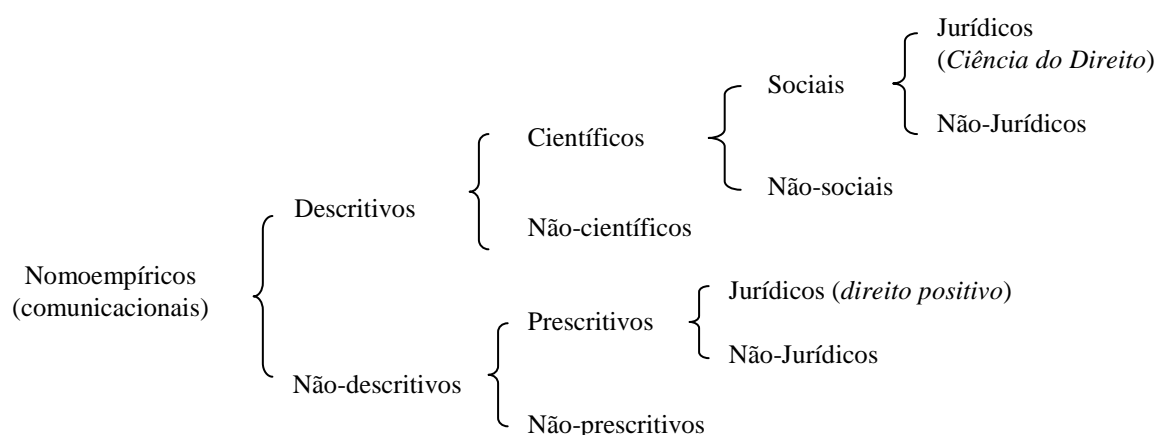 Jurídicos
(Ciência do Direito)
Sociais
Não-Jurídicos
Científicos
Não-sociais
Descritivos
Não-científicos
Nomoempíricos
(comunicacionais)
Jurídicos (direito positivo)
Prescritivos
Não-Jurídicos
Não-descritivos
Não-prescritivos